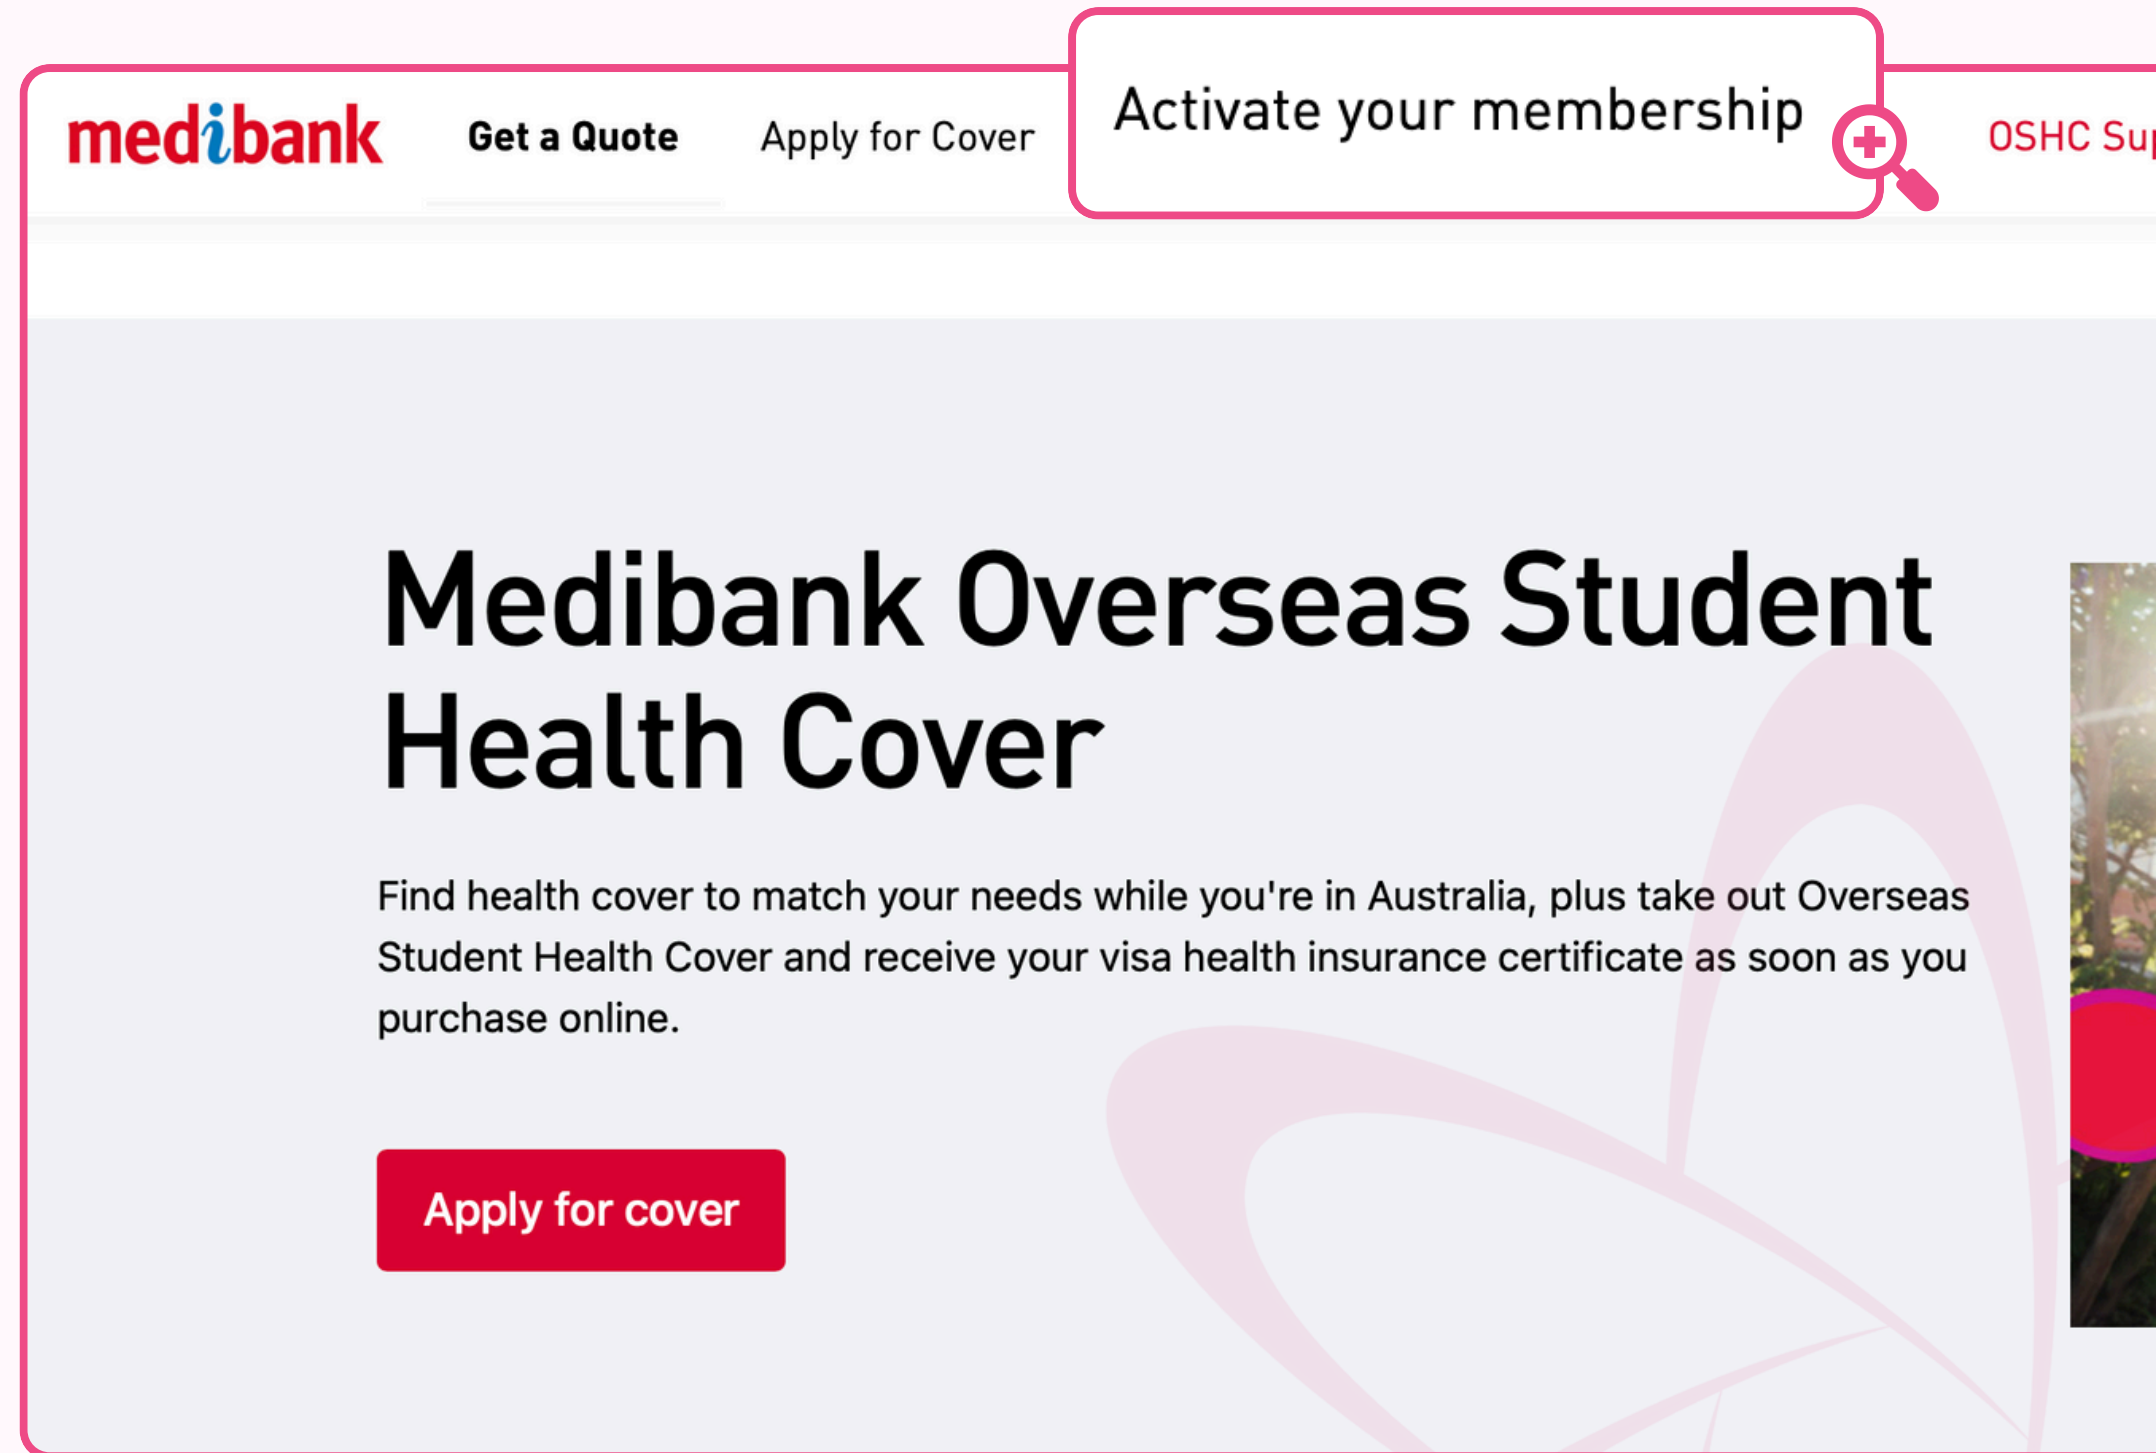 medibank
Get a Quote
Apply for Cover
Activate your membership
OSHC
Medibank Overseas Student
Health Cover
Find health cover to match your needs while you're in Australia, plus take out Overseas
Student Health Cover and receive your visa health insurance certificate as soon as you
purchase online.
Apply for cover